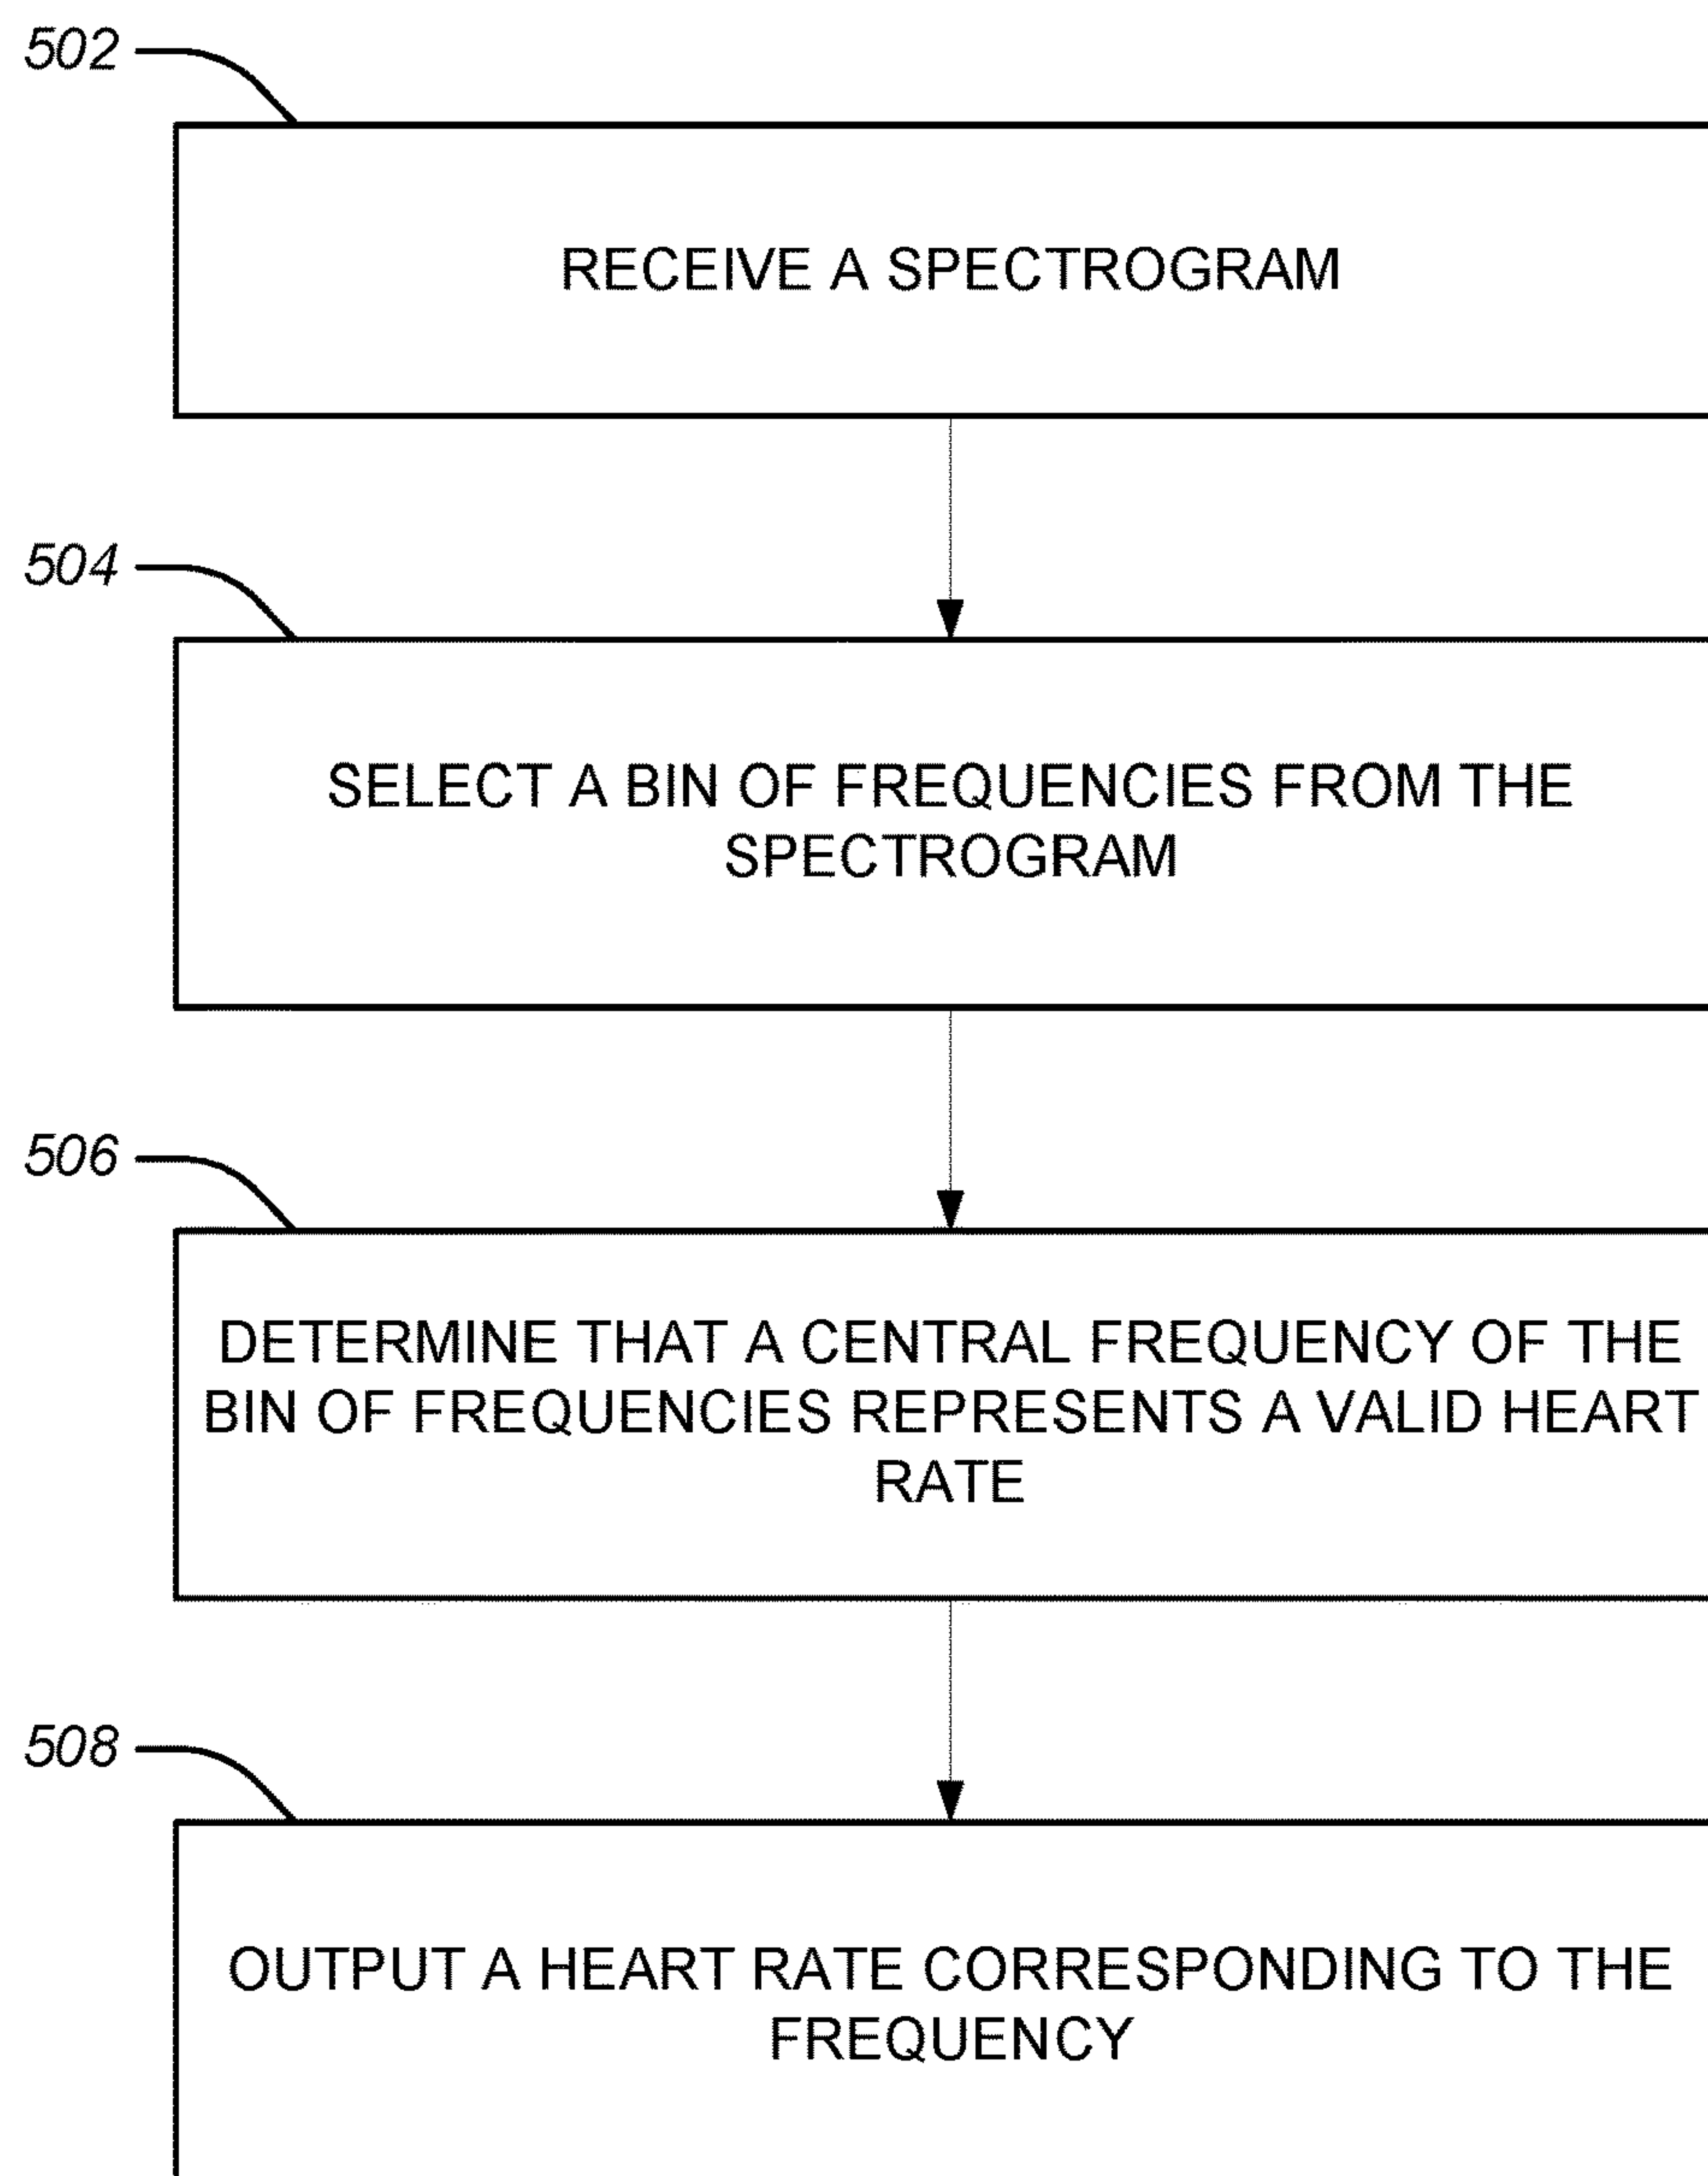 502
RECEIVE A SPECTROGRAM
504
SELECT A BIN OF FREQUENCIES FROM THE
SPECTROGRAM
506
DETERMINE THAT A CENTRAL FREQUENCY OF THE
BIN OF FREQUENCIES REPRESENTS A VALID HEART
RATE
508
OUTPUT A HEART RATE CORRESPONDING TO THE
FREQUENCY